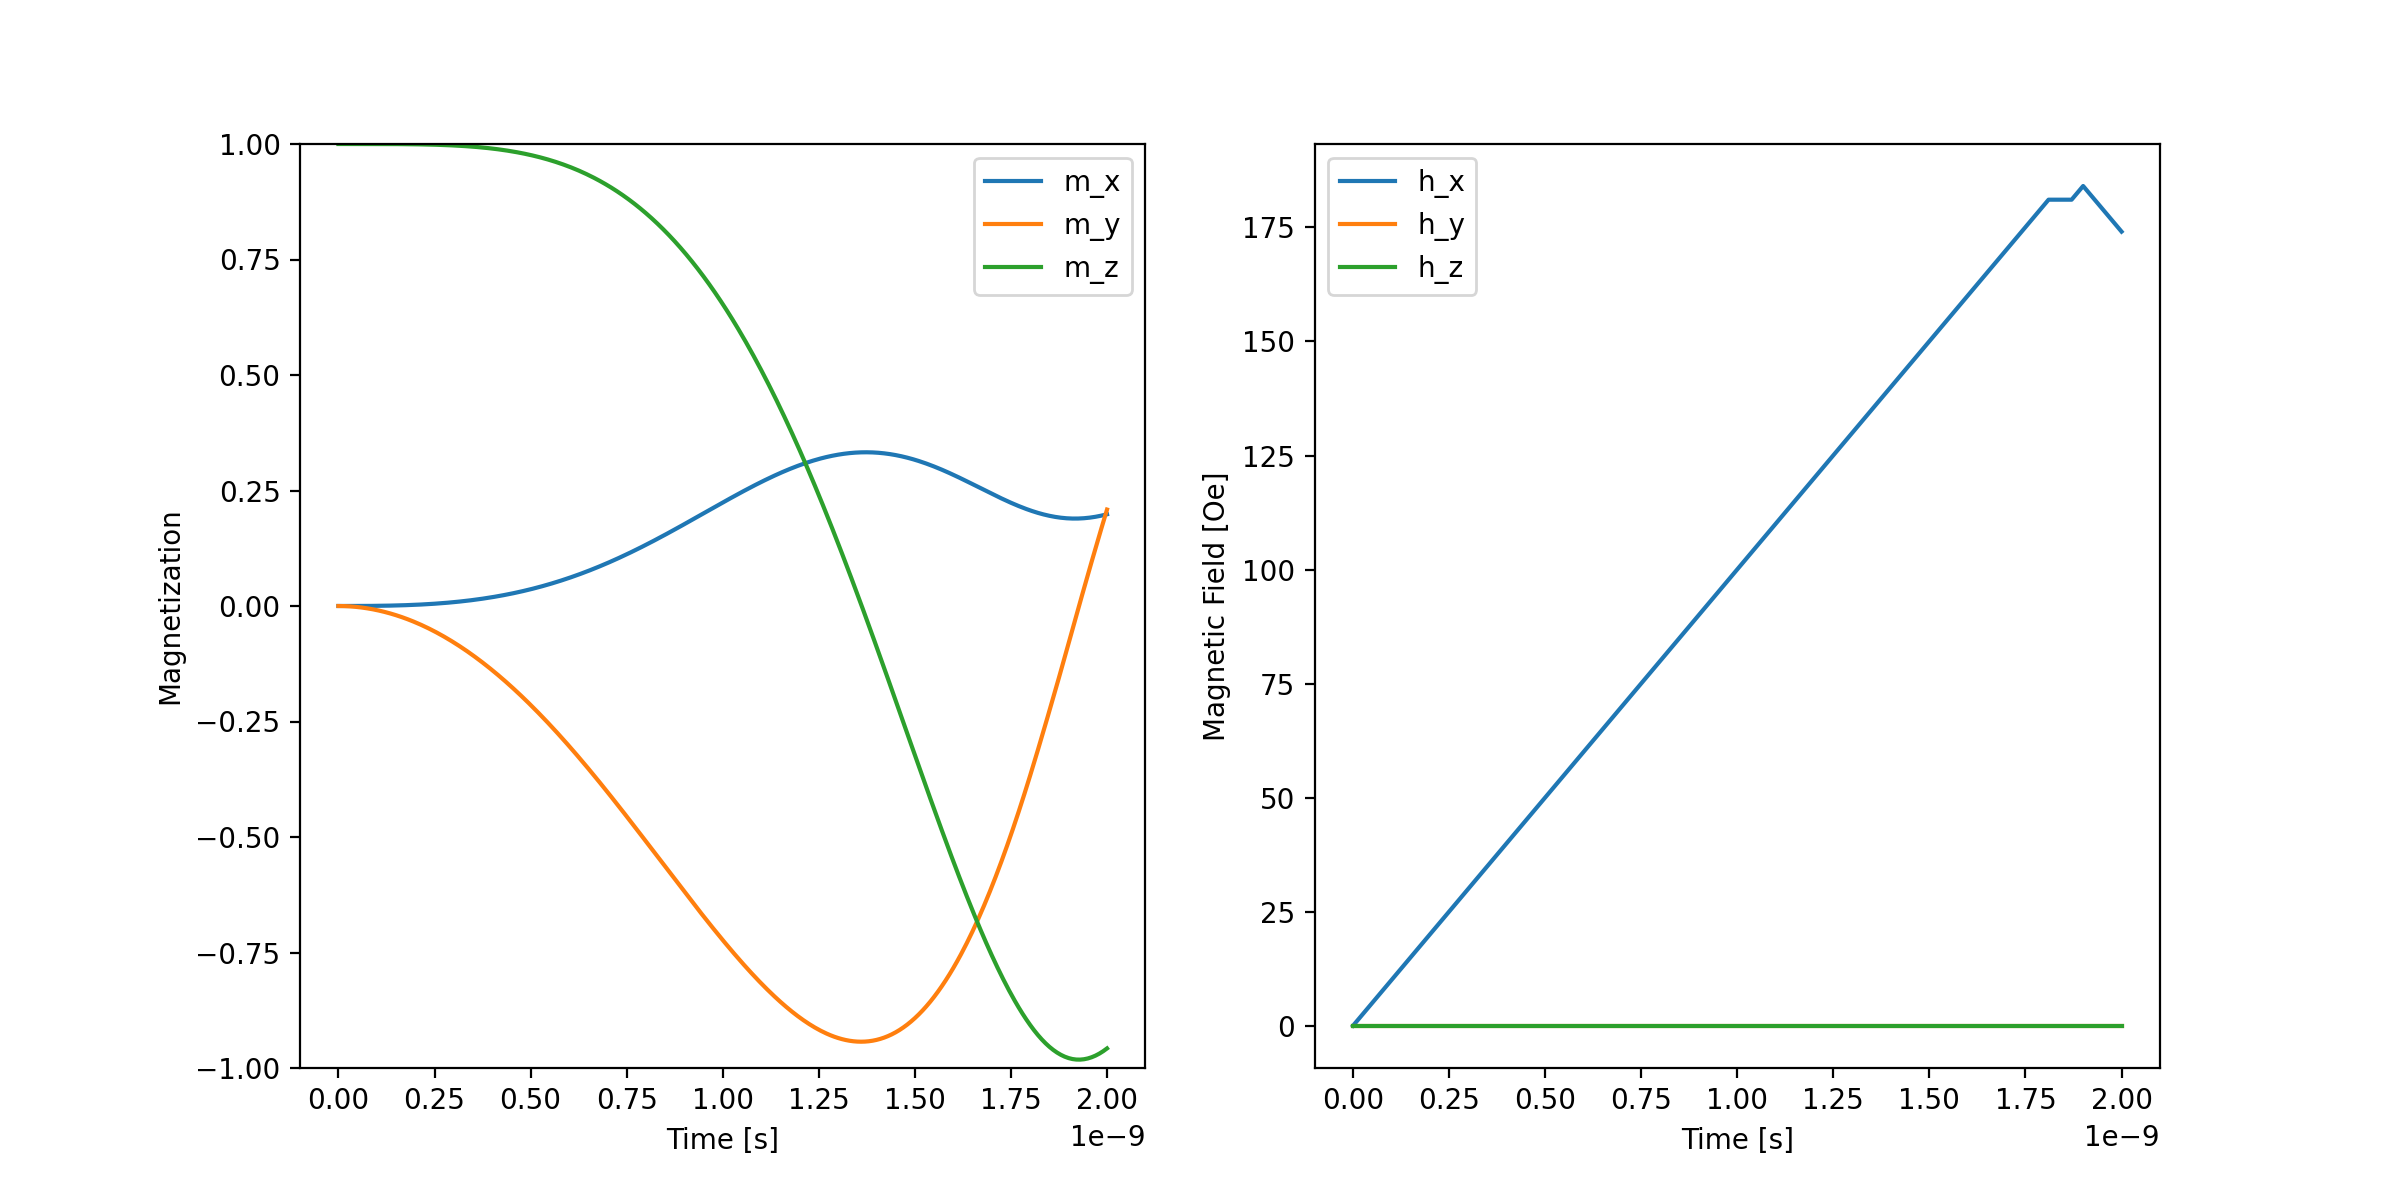 1.00
0.75
0.50
0.25
0.00
−0.25
−0.50
−0.75
−1.00
Magnetization
m_x
m_y
m_z
0.00 0.25 0.50 0.75 1.00 1.25 1.50 1.75 2.00
1e−9
Time [s]
175
150
125
100
75
50
25
0
Magnetic Field [Oe]
h_x
h_y
h_z
0.00 0.25 0.50 0.75 1.00 1.25 1.50 1.75 2.00
1e−9
Time [s]